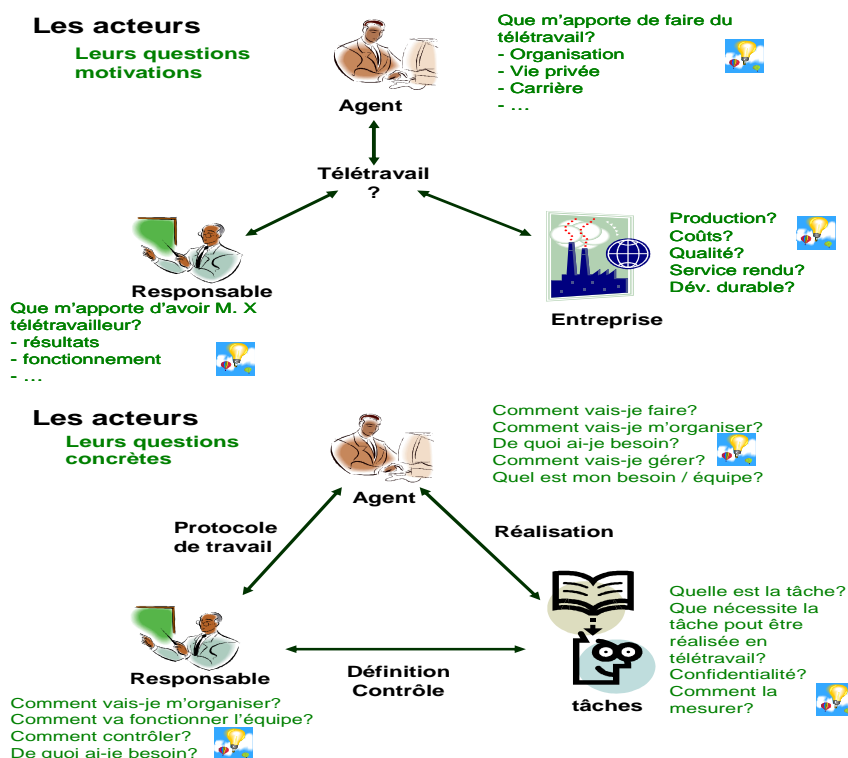 Les acteurs
Leurs questions
motivations
Que m’apporte de faire du
télétravail?
- Organisation
- Vie privée
- Carrière
- ...
Agent
Télétravail
?
Responsable
Que m’apporte d’avoir M. X
télétravailleur?
- résultats
- fonctionnement
- ...
Production?
Coûts?
Qualité?
Service rendu?
Dév. durable?
Entreprise
Les acteurs
Leurs questions
concrètes
Comment vais-je faire?
Comment vais-je m’organiser?
De quoi ai-je besoin?
Comment vais-je gérer?
Quel est mon besoin / équipe?
Agent
Protocole
de travail
Réalisation
Responsable
Définition
Contrôle
tâches
Quelle est la tâche?
Que nécessite la
tâche pout être
réalisée en
télétravail?
Confidentialité?
Comment la
mesurer?
Comment vais-je m’organiser?
Comment va fonctionner l’équipe?
Comment contrôler?
De quoi ai-je besoin?